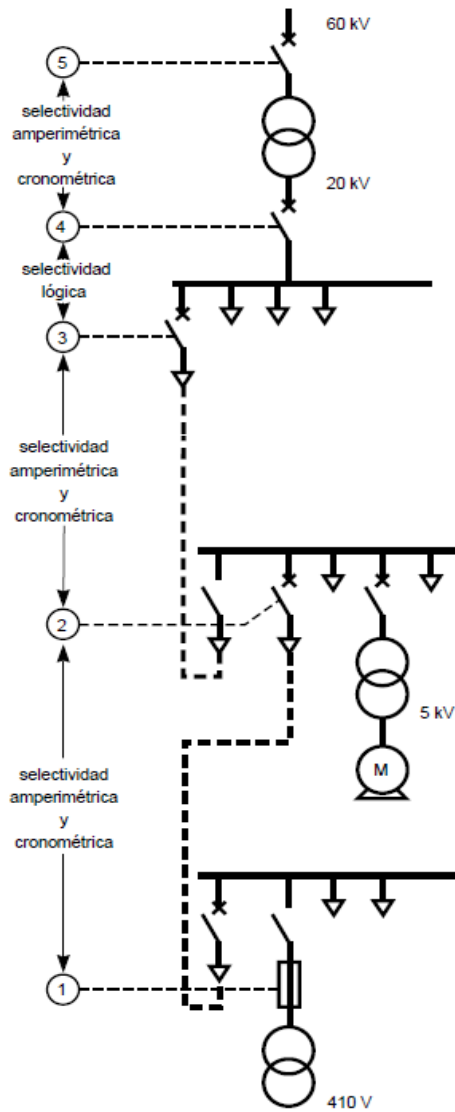 60 kV
5
selectividad
amperimétrica
y
cronométrica
20 kV
4
selectividad
lógica
3
selectividad
amperimétrica
y
cronométrica
2
5 kV
M
selectividad
amperimétrica
y
cronométrica
1
410 V